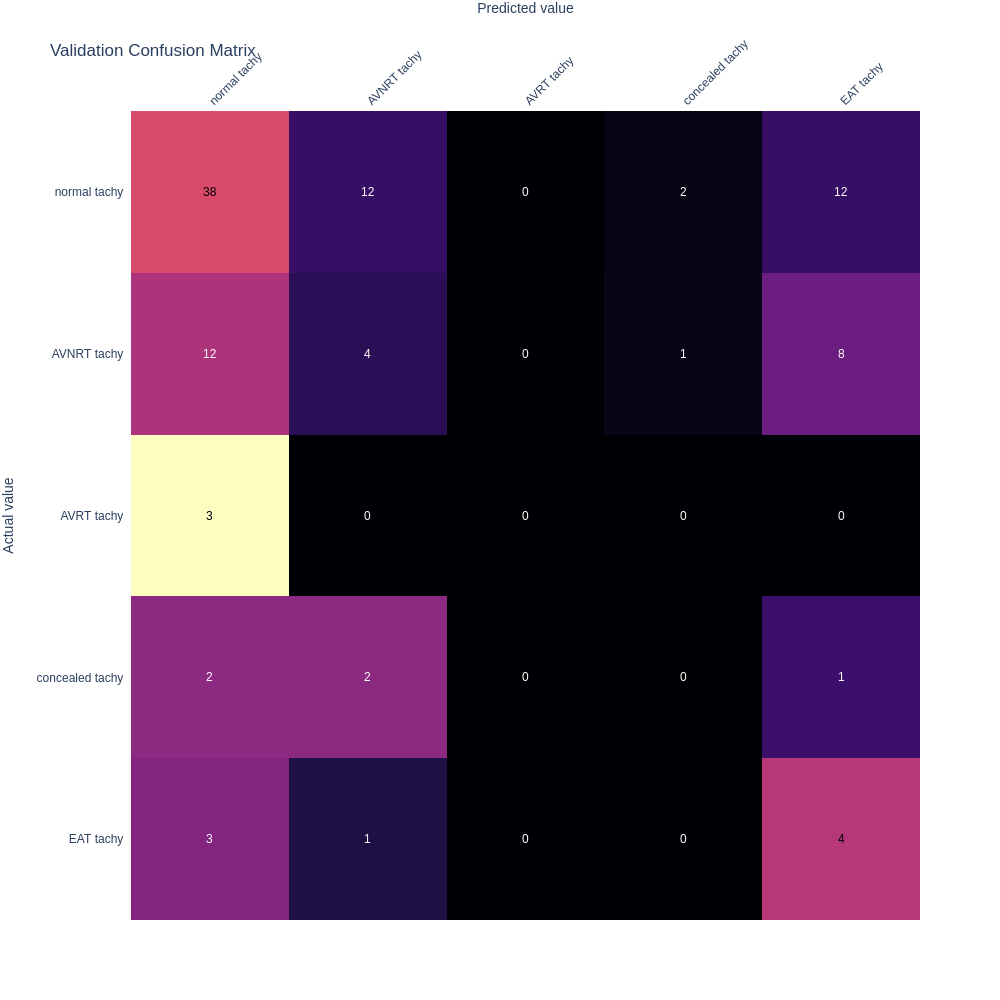 Predicted value
Validation Confusion Matrix
normal tachy
AVNRT tachy
AVRT tachy
concealed tachy
EAT tachy
Actual value
normal tachy 38 12 0 2 12
AVNRT tachy 12 4 0 1 8
AVRT tachy 3 0 0 0 0
concealed tachy 2 2 0 0 1
EAT tachy 3 1 0 0 4